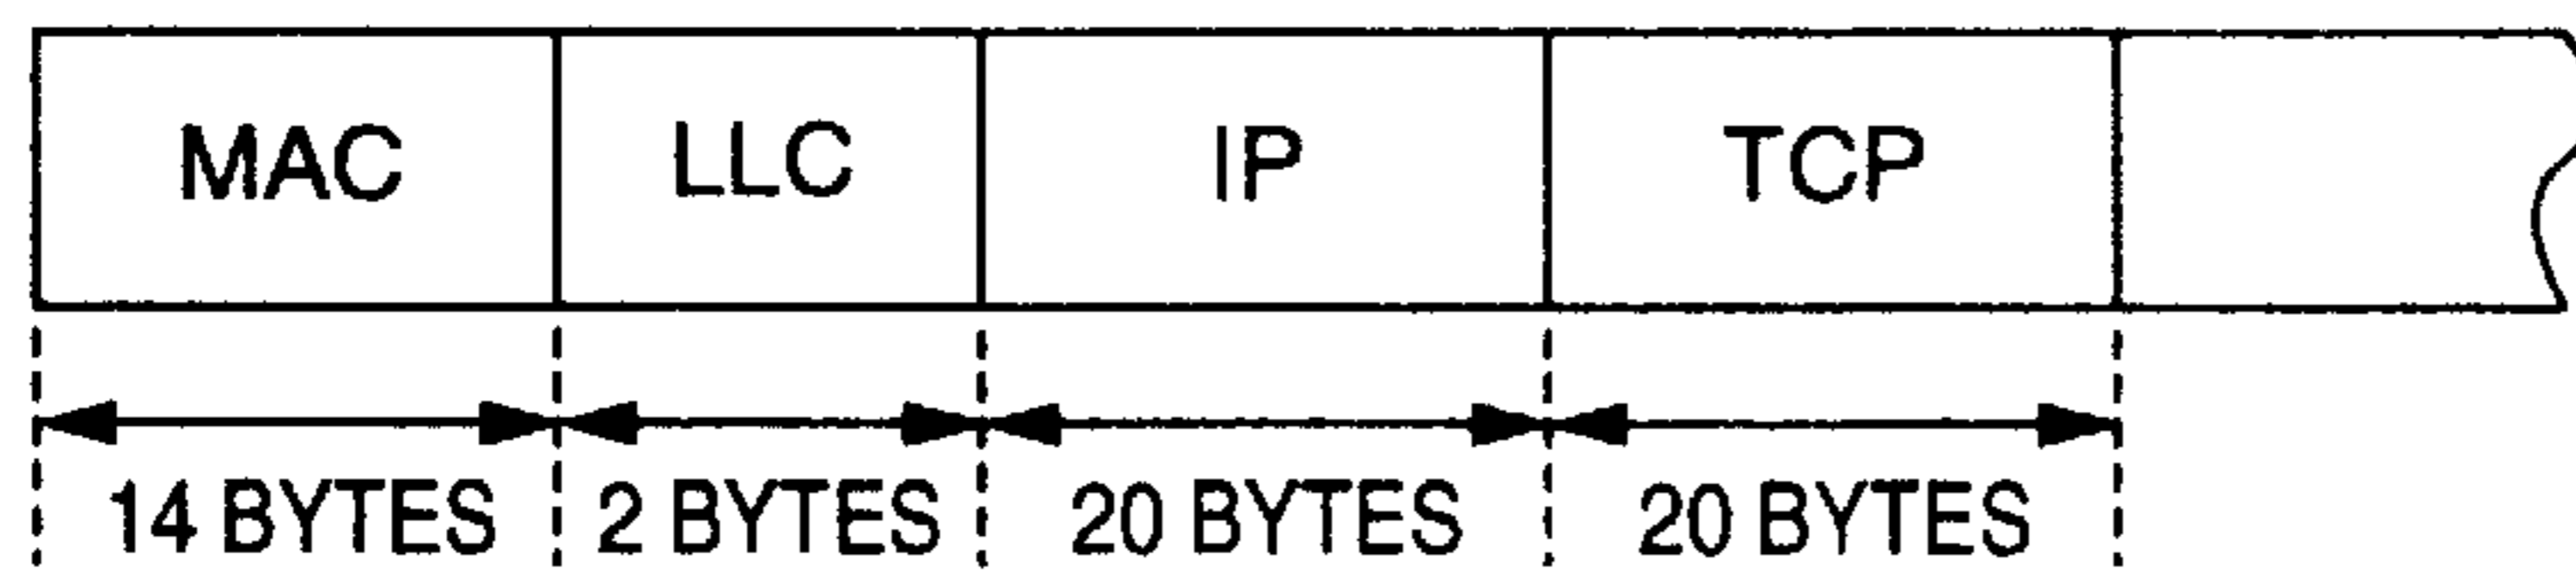 MAC LLC IP TCP
14 BYTES 2 BYTES 20 BYTES 20 BYTES